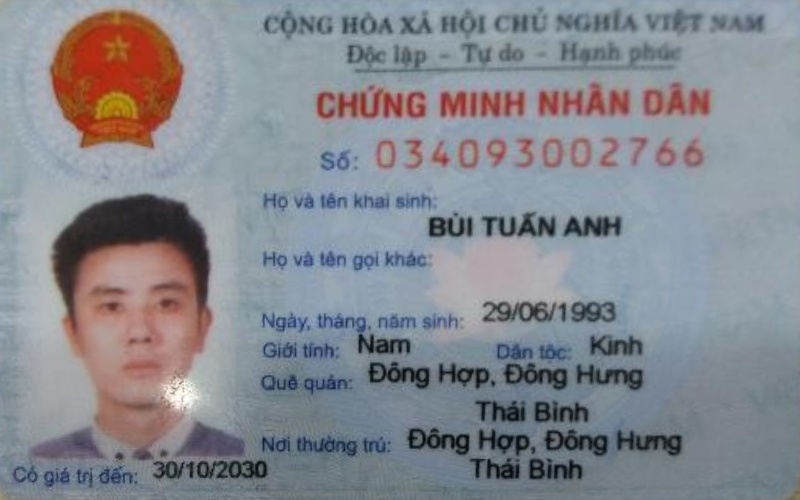 CỘNG HÒA XÃ HỘI CHỦ NGHĨA VIỆT NAM
Độc lập - Tự do - Hạnh phúc
CHỨNG MINH NHÂN DÂN
Số: 034093002766
Họ và tên khai sinh:
BÙI TUẤN ANH
Họ và tên gọi khác:
Ngày, tháng, năm sinh: 29/06/1993
Giới tính: Nam Dân tộc: Kinh
Quê quán: Đông Hợp, Đông Hưng
Thái Bình
Nơi thường trú: Đông Hợp, Đông Hưng
Thái Bình
Có giá trị đến: 30/10/2030